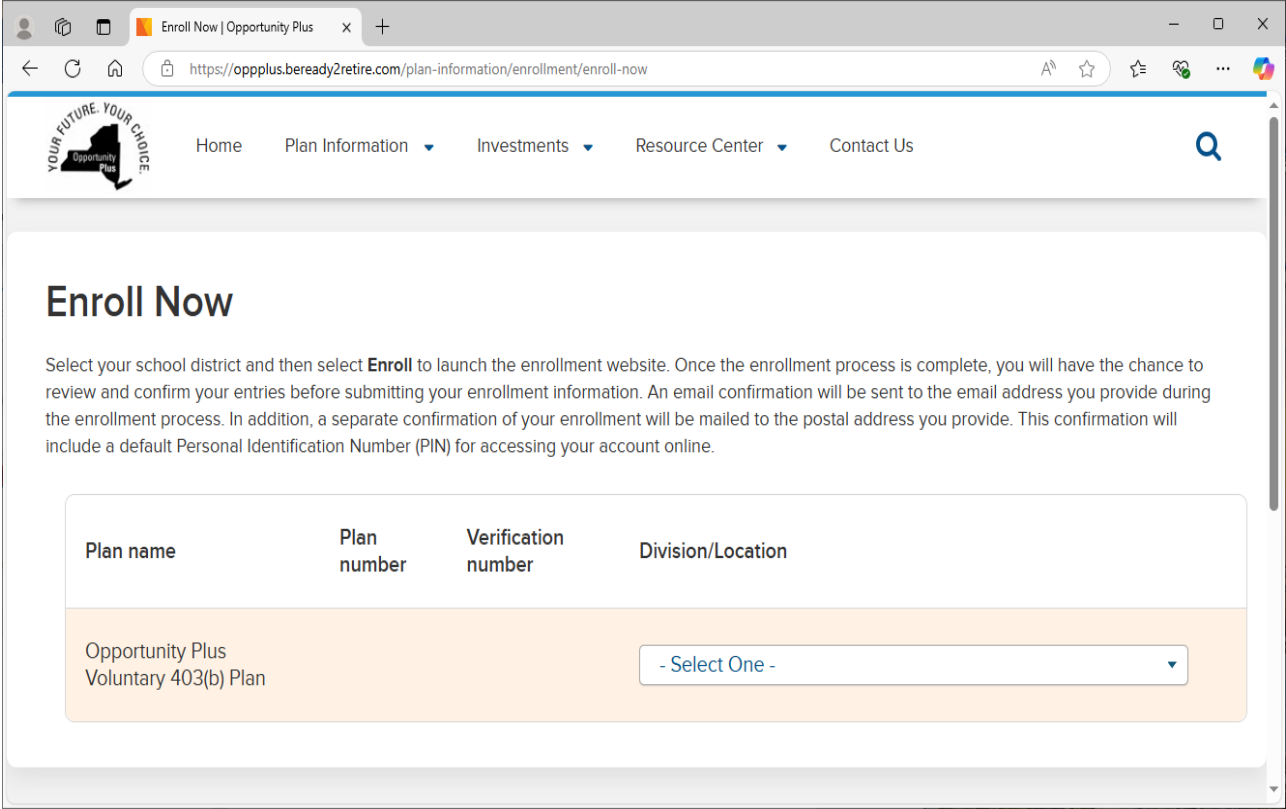 Enroll Now | Opportunity Plus
https://oppplus.beready2retire.com/plan-information/enrollment/enroll-now
YOUR FUTURE. YOUR CHOICE.
Opportunity
Plus
Home Plan Information Investments Resource Center Contact Us
Enroll Now
Select your school district and then select Enroll to launch the enrollment website. Once the enrollment process is complete, you will have the chance to
review and confirm your entries before submitting your enrollment information. An email confirmation will be sent to the email address you provide during
the enrollment process. In addition, a separate confirmation of your enrollment will be mailed to the postal address you provide. This confirmation will
include a default Personal Identification Number (PIN) for accessing your account online.
Plan name Plan number Verification number Division/Location
Opportunity Plus
Voluntary 403(b) Plan
- Select One -